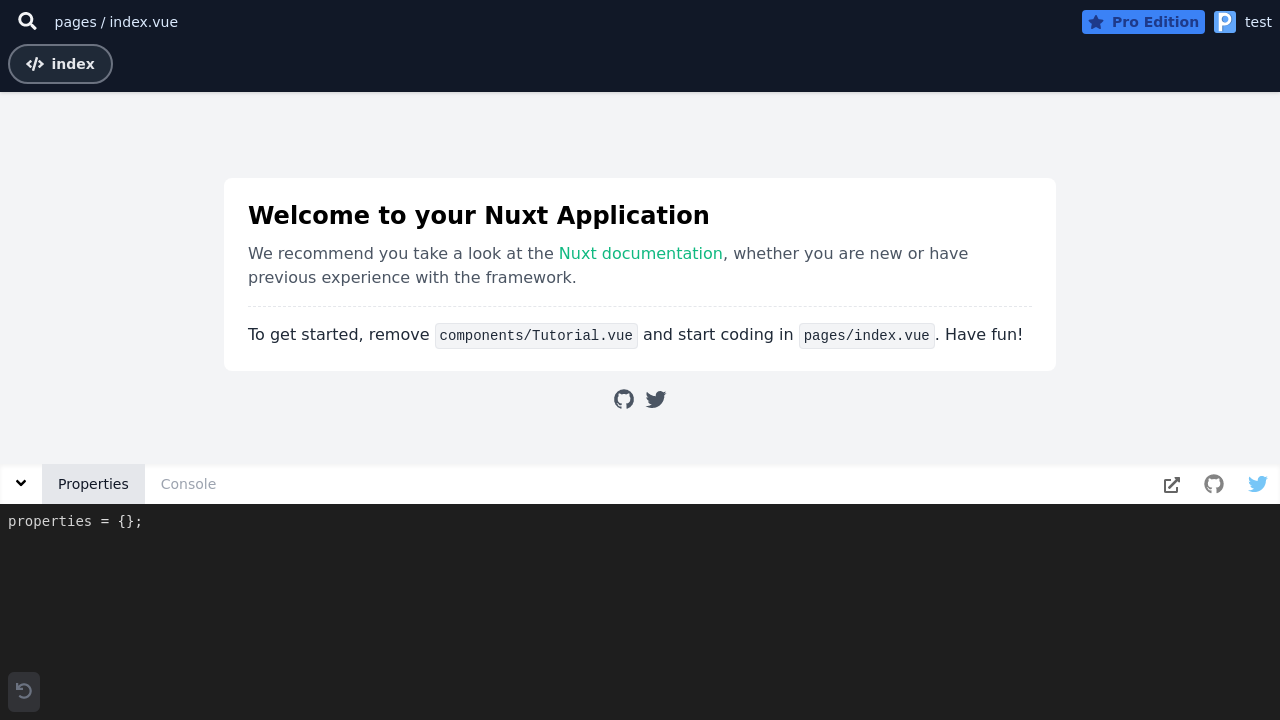 pages / index.vue
Pro Edition
test
index
Welcome to your Nuxt Application
We recommend you take a look at the Nuxt documentation, whether you are new or have
previous experience with the framework.
To get started, remove components/Tutorial.vue and start coding in pages/index.vue. Have fun!
Properties
Console
properties = {};